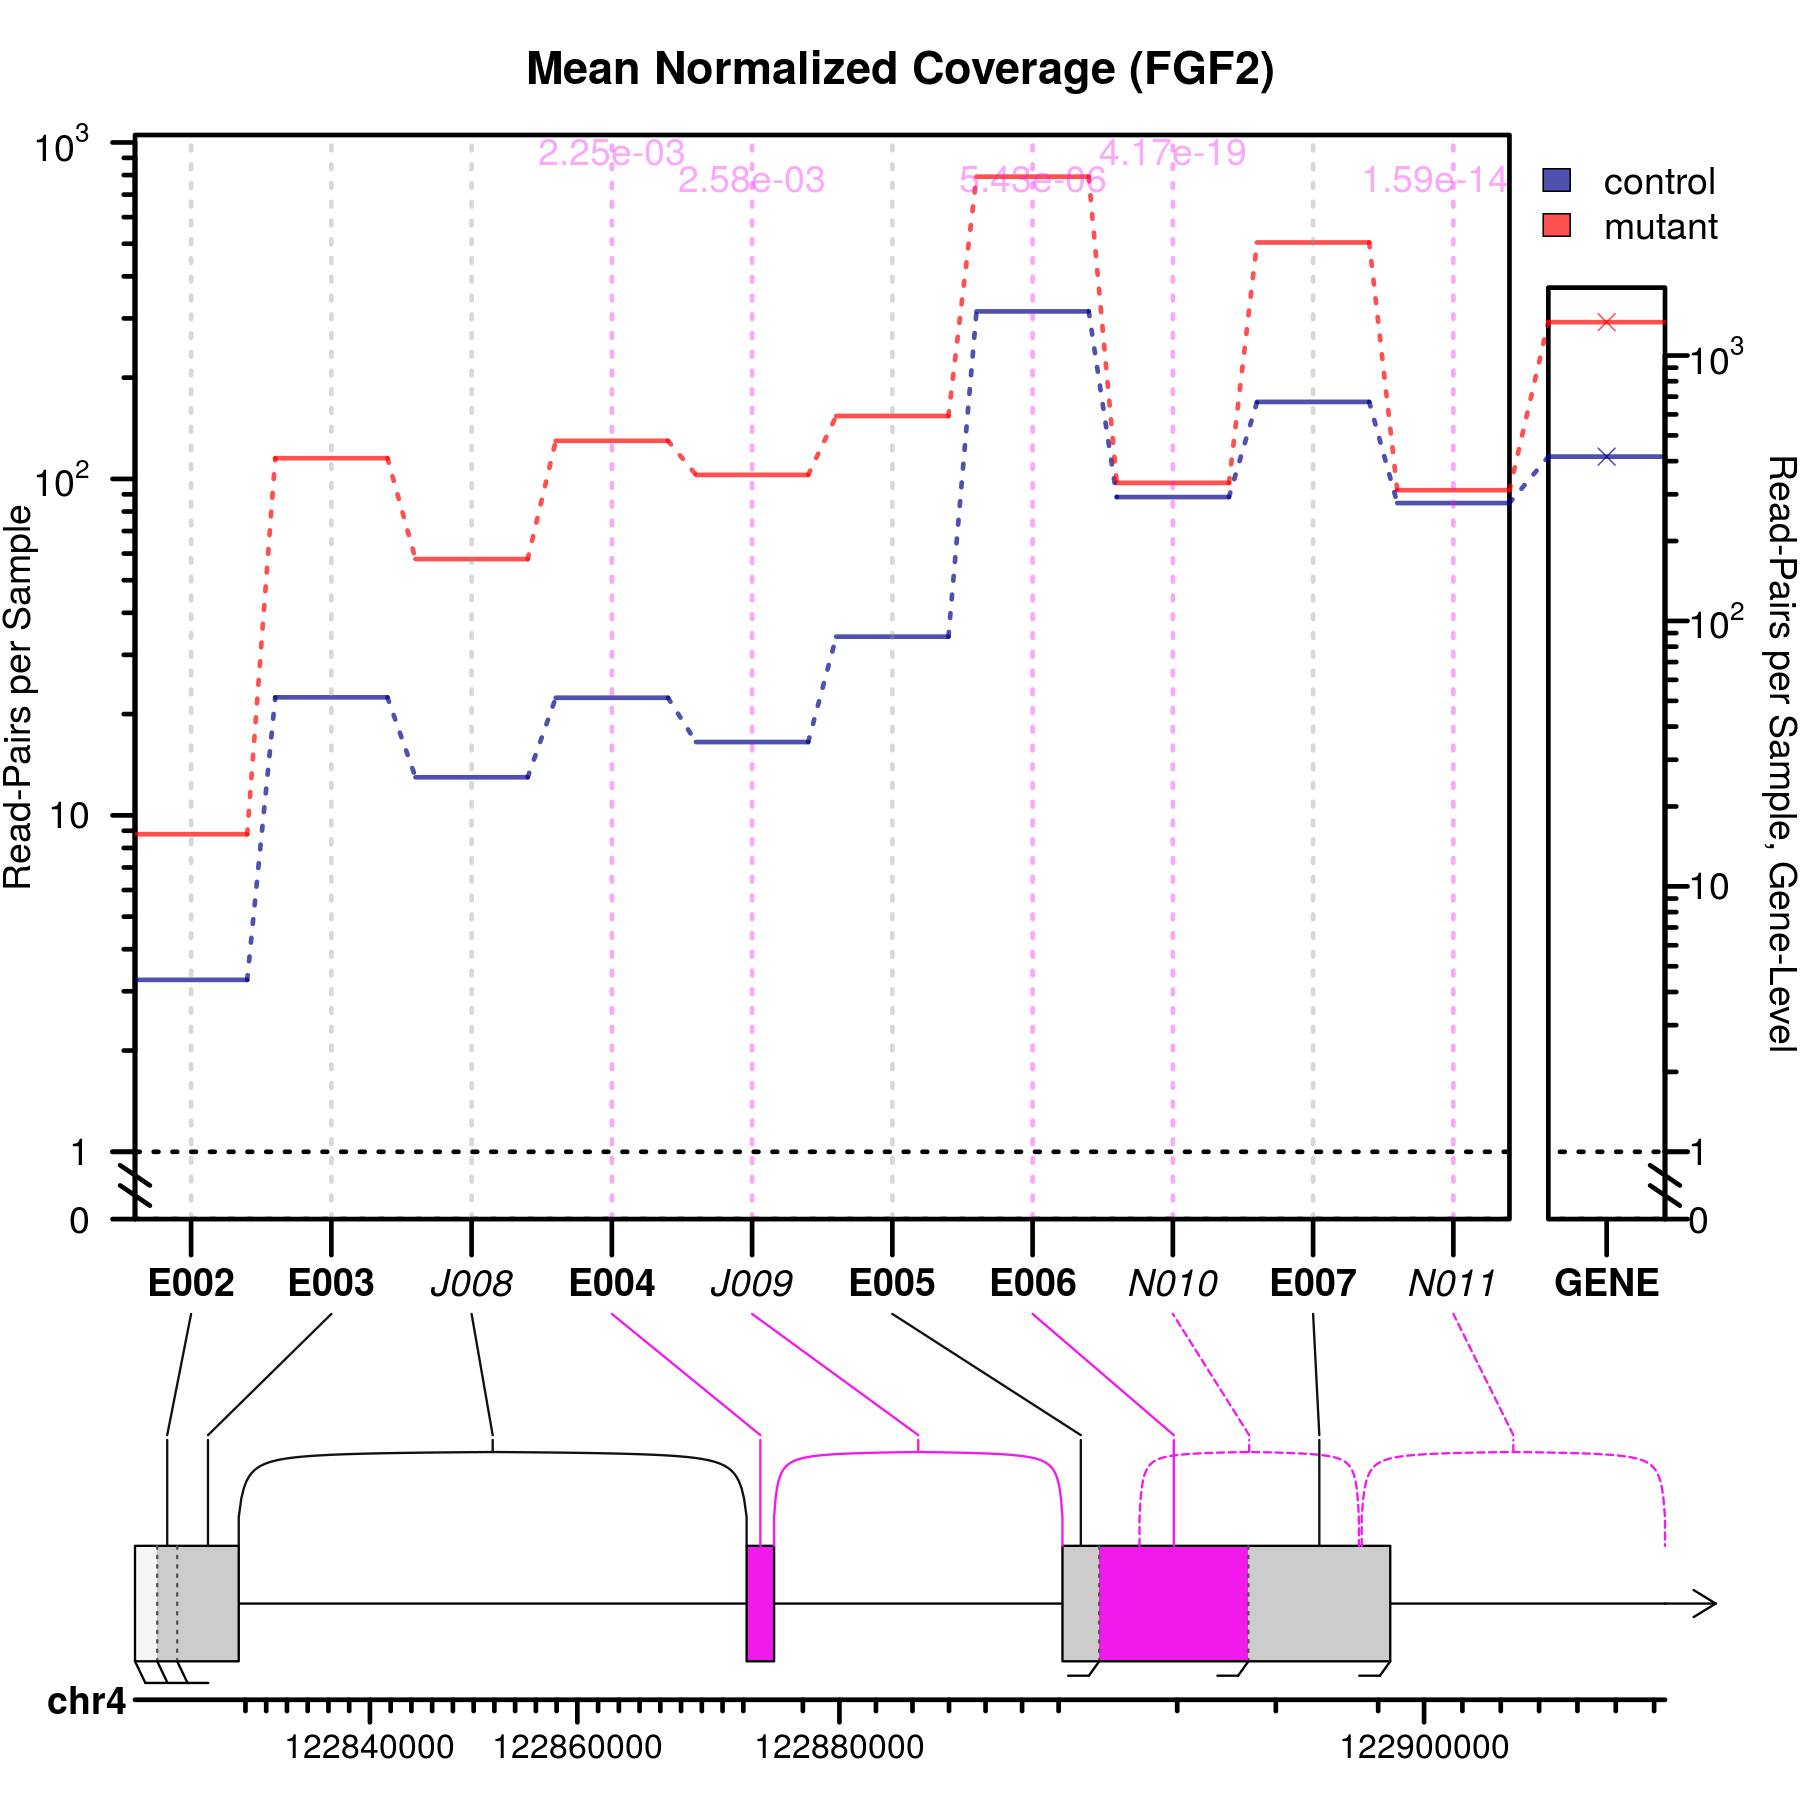 Mean Normalized Coverage (FGF2)
10^3
10^2
10
1
0
Read-Pairs per Sample
2.25e-03
2.58e-03
5.43e-06
4.17e-19
1.59e-14
control
mutant
10^3
10^2
10
1
0
Read-Pairs per Sample, Gene-Level
E002 E003 J008 E004 J009 E005 E006 N010 E007 N011 GENE
chr4
122840000 122860000 122880000 122900000